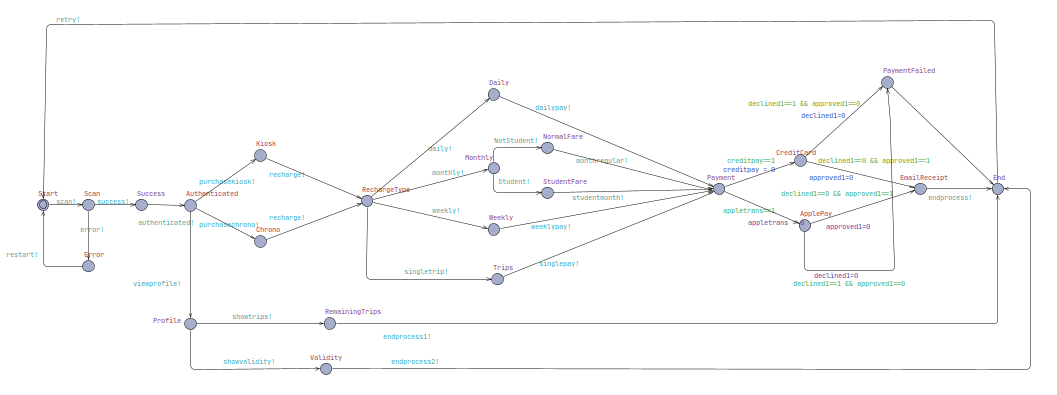 retry!
PaymentFailed
Daily
declined1==1 && approved1==0
dailypay!
declined1=0
NotStudent!
NormalFare
Kiosk
daily!
CreditCard
Monthly
monthregular!
creditpay==1
declined1==0 && approved1==1
monthly!
creditpay = 0
recharge!
purchasekiosk!
Student!
StudentFare
Payment
approved1=0
EmailReceipt
End
Start
Scan
Success
Authenticated
RechargeType
declined1==0 && approved1==1
scan!
success!
studentmonth!
endprocess!
weekly!
appletrans==1
ApplePay
recharge!
Weekly
authenticated!
purchasechrono!
weeklypay!
appletrans = 0
approved1=0
error!
Chrono
restart!
Error
Trips
singlepay!
singletrip!
declined1=0
viewprofile!
declined1==1 && approved1==0
RemainingTrips
Profile
showtrips!
endprocess1!
Validity
showvalidity!
endprocess2!